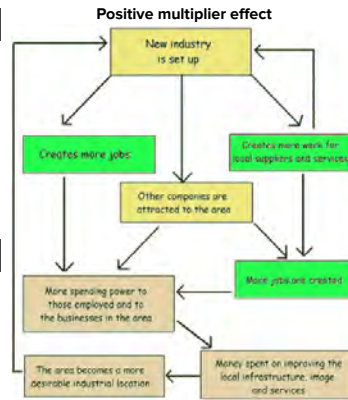 Positive multiplier effect
New industry
is set up
Creates more jobs
Creates more work for
local suppliers and services
Other companies are
attracted to the area
More spending power to
those employed and to
the businesses in the area
More jobs are created
The area becomes a more
desirable industrial location.
Money spent on improving the
local infrastructure, image
and services